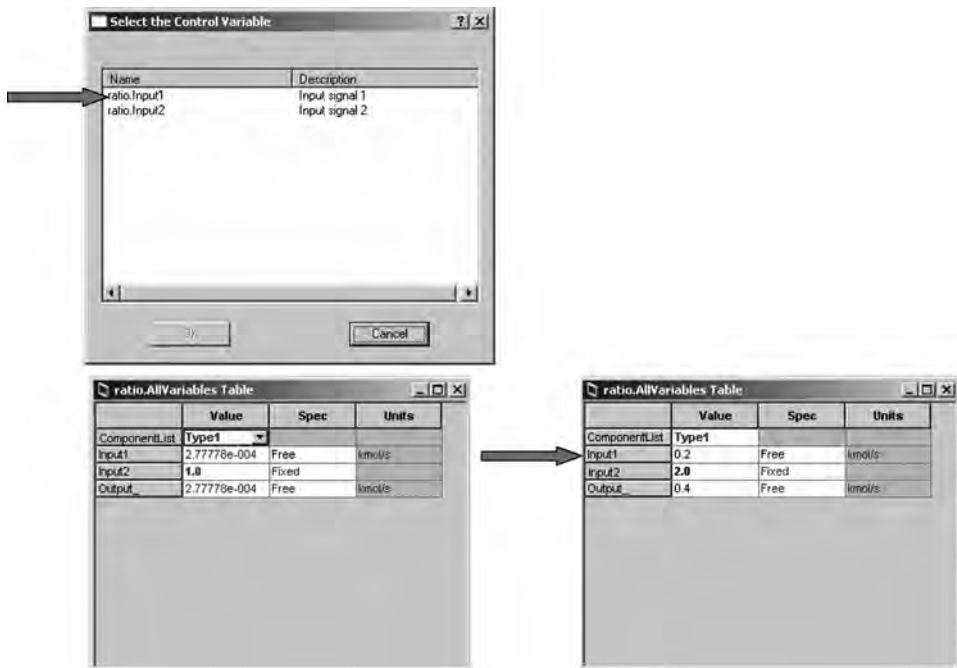 Select the Control Variable
Name Description
ratio.Input1 Input signal 1
ratio.Input2 Input signal 2
Cancel
ratio.AllVariables Table
Value Spec Units
ComponentList Type1
Input1 2.77778e-004 Free kmol/s
Input2 1.0 Fixed
Output_ 2.77778e-004 Free kmol/s
ratio.AllVariables Table
Value Spec Units
ComponentList Type1
Input1 0.2 Free kmol/s
Input2 2.0 Fixed
Output_ 0.4 Free kmol/s